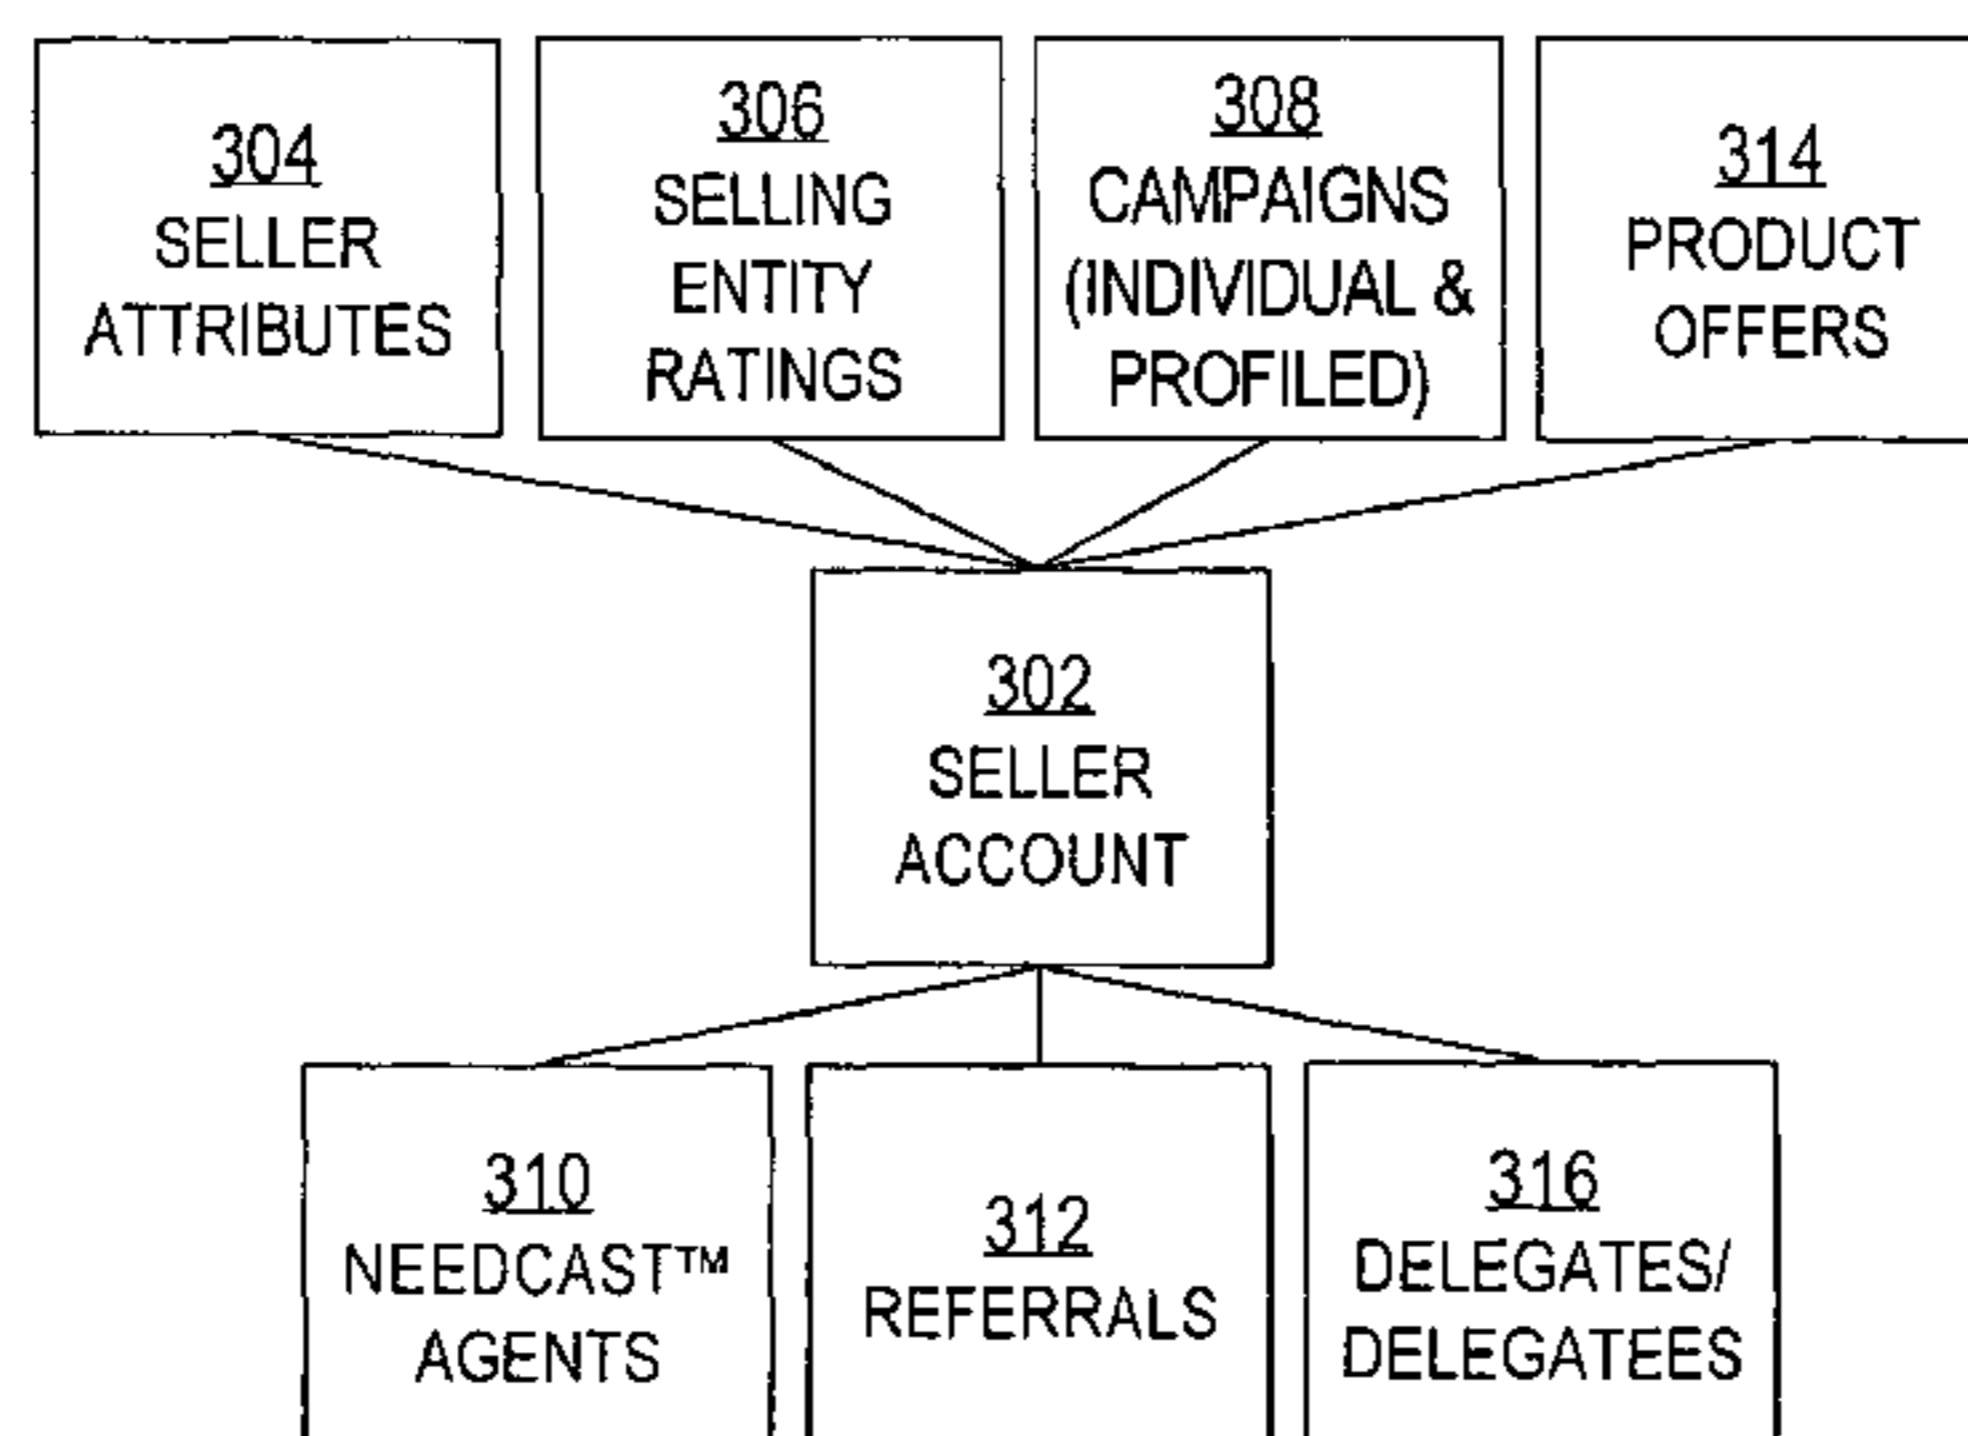 304
SELLER
ATTRIBUTES
306
SELLING
ENTITY
RATINGS
308
CAMPAIGNS
(INDIVIDUAL &
PROFILED)
314
PRODUCT
OFFERS
302
SELLER
ACCOUNT
310
NEEDCAST™
AGENTS
312
REFERRALS
316
DELEGATES/
DELEGATEES